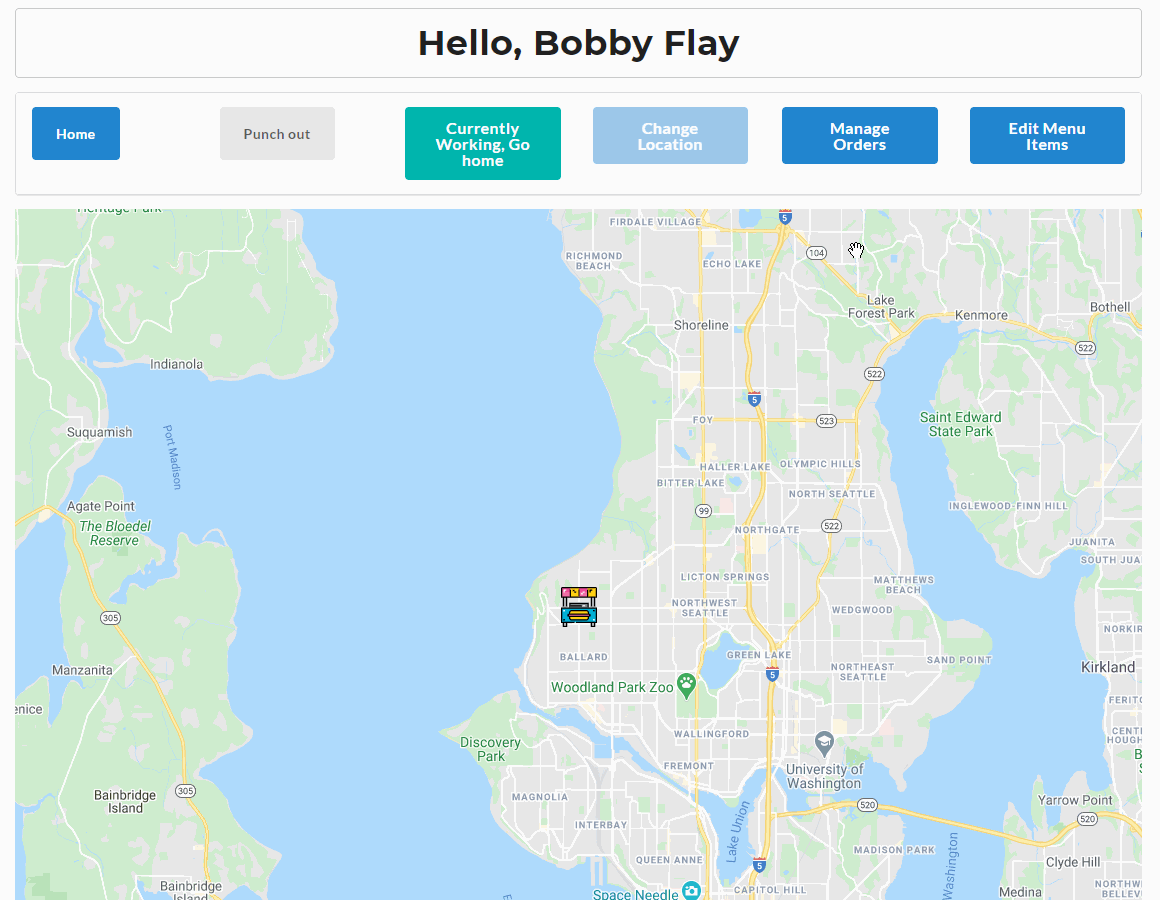 Hello, Bobby Flay
Home
Punch out
Currently
Working, Go
home
Change
Location
Manage
Orders
Edit Menu
Items
Heritage Park
FIRDALE VILLAGE
5
RICHMOND
BEACH
ECHO LAKE
104
Lake
Forest Park
Kenmore
Bothell
Shoreline
522
Indianola
522
5
Saint Edward
State Park
FOY
523
Suquamish
Port Madison
HALLER LAKE
OLYMPIC HILLS
BITTER LAKE
NORTH SEATTLE
Agate Point
99
INGLEWOOD-FINN HILL
The Bloedel
Reserve
NORTHGATE
522
JUANITA
SOUTH JUA
LICTON SPRINGS
MATTHEWS
BEACH
NORTHWEST
SEATTLE
WEDGWOOD
305
NORKIR
BALLARD
GREEN LAKE
SAND POINT
Manzanita
NORTHEAST
SEATTLE
Kirkland
5
Woodland Park Zoo
enice
FERITO
WALLINGFORD
CENT
HOUGH
Discovery
Park
FREMONT
University of
Washington
305
Bainbridge
Island
MAGNOLIA
Yarrow Point
520
520
INTERBAY
Lake Union
MADISON PARK
Washington
QUEEN ANNE
5
Clyde Hill
Bainbridge
Island
Space Needle
CAPITOL HILL
Medina
NORTHW
BELLEV